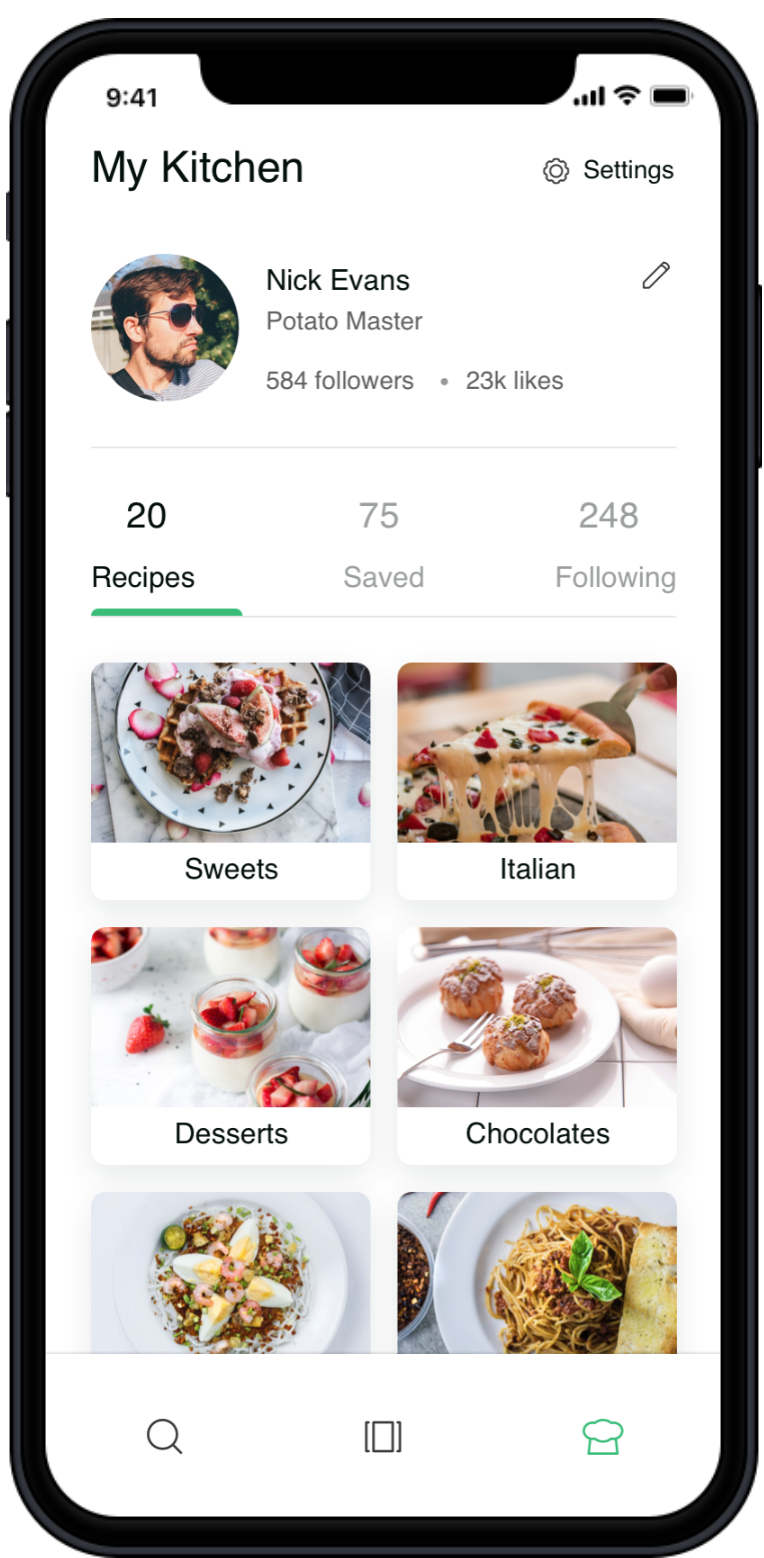 9:41
My Kitchen
Settings
Nick Evans
Potato Master
584 followers • 23k likes
20 75 248
Recipes Saved Following
Sweets Italian
Desserts Chocolates